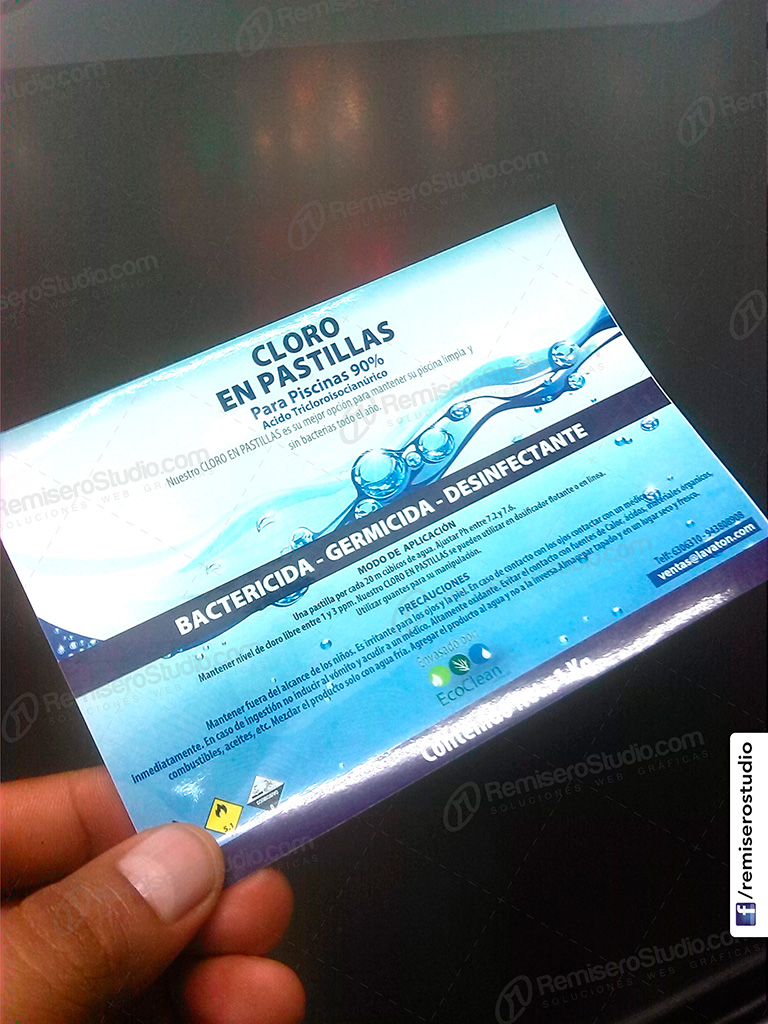 CLORO
EN PASTILLAS
Para Piscinas 90%
Acido Tricloroisocianúrico
Nuestro CLORO EN PASTILLAS es su mejor opción para mantener su piscina limpia y
sin bacterias todo el año.
BACTERICIDA - GERMICIDA - DESINFECTANTE
MODO DE APLICACIÓN
Una pastilla por cada 20 m cúbicos de agua, Ajustar Ph entre 7.2 y 7.6.
Mantener nivel de cloro libre entre 1 y 3 ppm. Nuestro CLORO EN PASTILLAS se pueden utilizar en dosificador flotante o en línea.
Utilizar guantes para su manipulación.
PRECAUCIONES
Mantener fuera del alcance de los niños. Es irritante para los ojos y la piel. En caso de contacto con los ojos contactar con un médico
inmediatamente. En caso de ingestión no inducir al vómito y acudir a un médico. Altamente oxidante. Evitar el contacto con fuentes de Calor, ácidos, materiales órganicos,
combustibles, aceites, etc. Mezclar el producto solo con agua fría. Agregar el producto al agua y no a la inversa. Almacenar tapado y en un lugar seco y fresco.
Envasado por:
EcoClean
ventas@lavaton.com
Contenido
5.1
/remiserostudio
RemiseroStudio.com
SOLUCIONES WEB GRÁFICAS